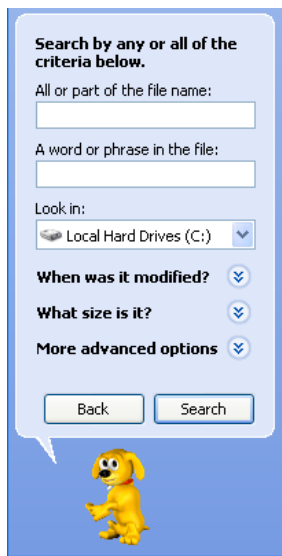 Search by any or all of the
criteria below.
All or part of the file name:
A word or phrase in the file:
Look in:
Local Hard Drives (C:)
When was it modified?
What size is it?
More advanced options
Back Search